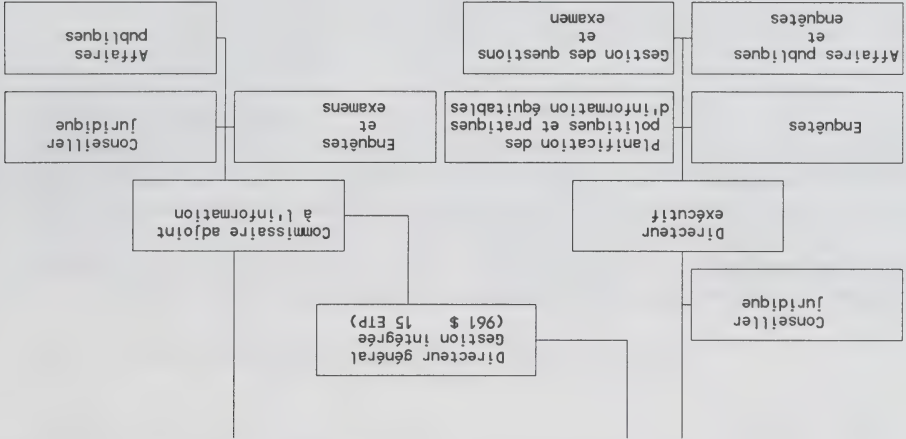 Directeur général
Gestion intégrée
(961 $ 15 ETP)
Conseiller
juridique
Directeur
exécutif
Commissaire adjoint
à l'information
Enquêtes
Planification des
politiques et pratiques
d'information équitables
Enquêtes
et
examens
Conseiller
juridique
Affaires publiques
et
enquêtes
Gestion des questions
et
examen
Affaires
publiques